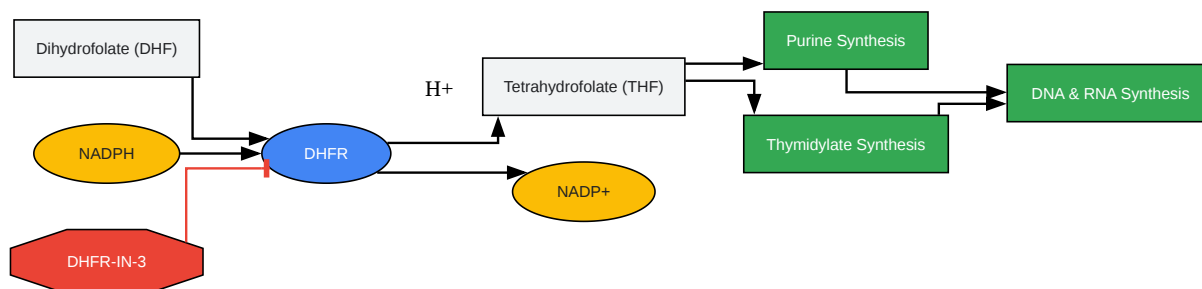 Dihydrofolate (DHF)
NADPH
DHFR-IN-3
DHFR
H+
Tetrahydrofolate (THF)
NADP+
Purine Synthesis
Thymidylate Synthesis
DNA & RNA Synthesis